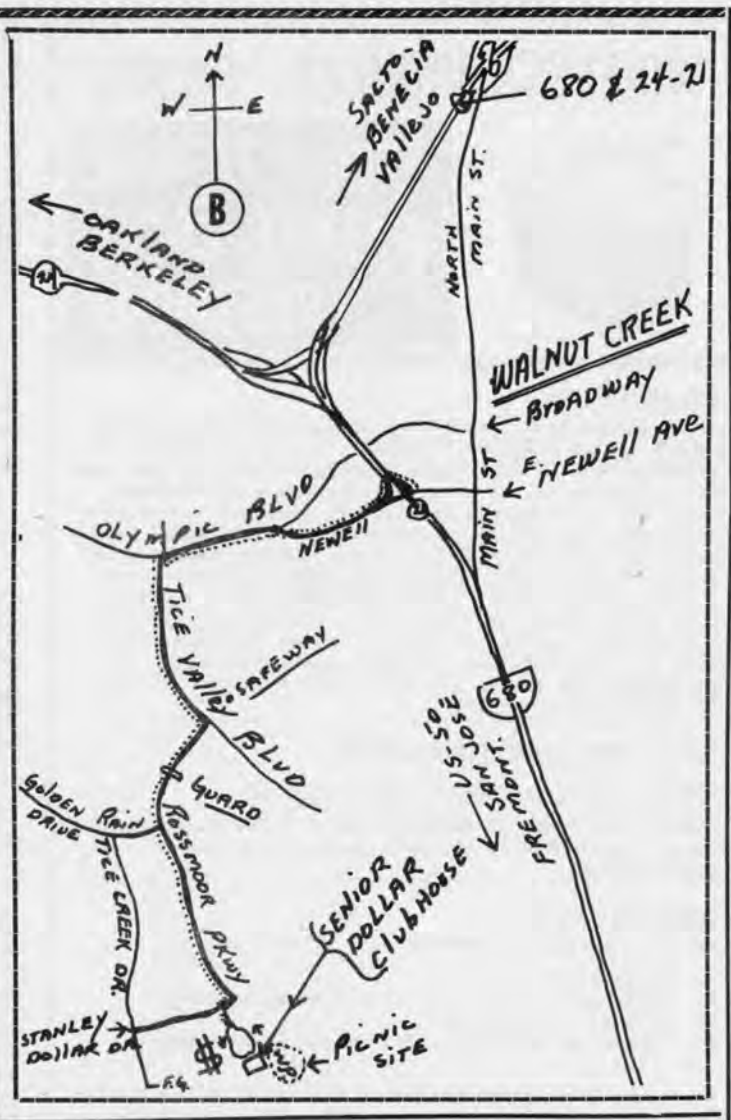 N
W E
B
SACTO-
BENECIA
VALLEJO
680 & 24-21
OAKLAND
BERKELEY
21
NORTH
MAIN ST.
WALNUT CREEK
BROADWAY
E. NEWELL AVE
MAIN ST
OLYMPIC BLVD
NEWELL
TICE VALLEY BLVD
SAFEWAY
680
GUARD
US-50
SAN JOSE
FREMONT.
GOLDEN RAIN
DRIVE
ROSSMOOR PKWY
TICE CREEK DR.
SENIOR
DOLLAR
CLUBHOUSE
STANLEY
DOLLAR DR.
$
PICNIC
SITE
F.G.